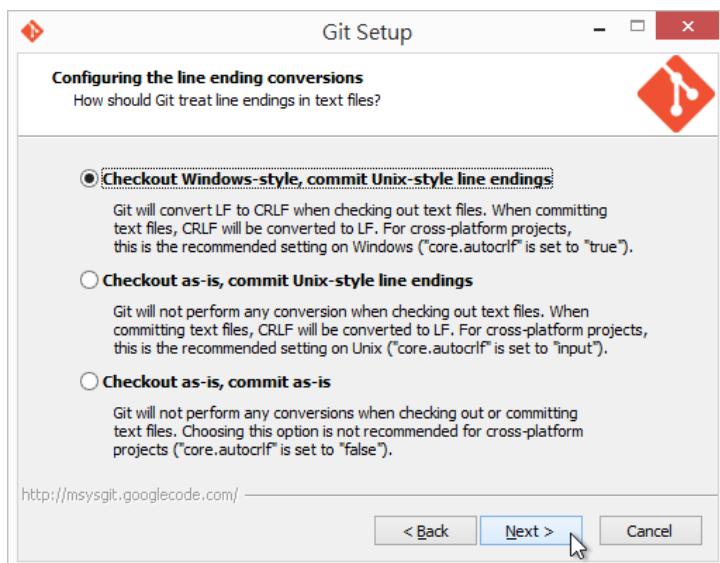 Git Setup
Configuring the line ending conversions
How should Git treat line endings in text files?
Checkout Windows-style, commit Unix-style line endings
Git will convert LF to CRLF when checking out text files. When committing
text files, CRLF will be converted to LF. For cross-platform projects,
this is the recommended setting on Windows ("core.autocrlf" is set to "true").
Checkout as-is, commit Unix-style line endings
Git will not perform any conversion when checking out text files. When
committing text files, CRLF will be converted to LF. For cross-platform projects,
this is the recommended setting on Unix ("core.autocrlf" is set to "input").
Checkout as-is, commit as-is
Git will not perform any conversions when checking out or committing
text files. Choosing this option is not recommended for cross-platform
projects ("core.autocrlf" is set to "false").
http://msysgit.googlecode.com/
< Back Next > Cancel